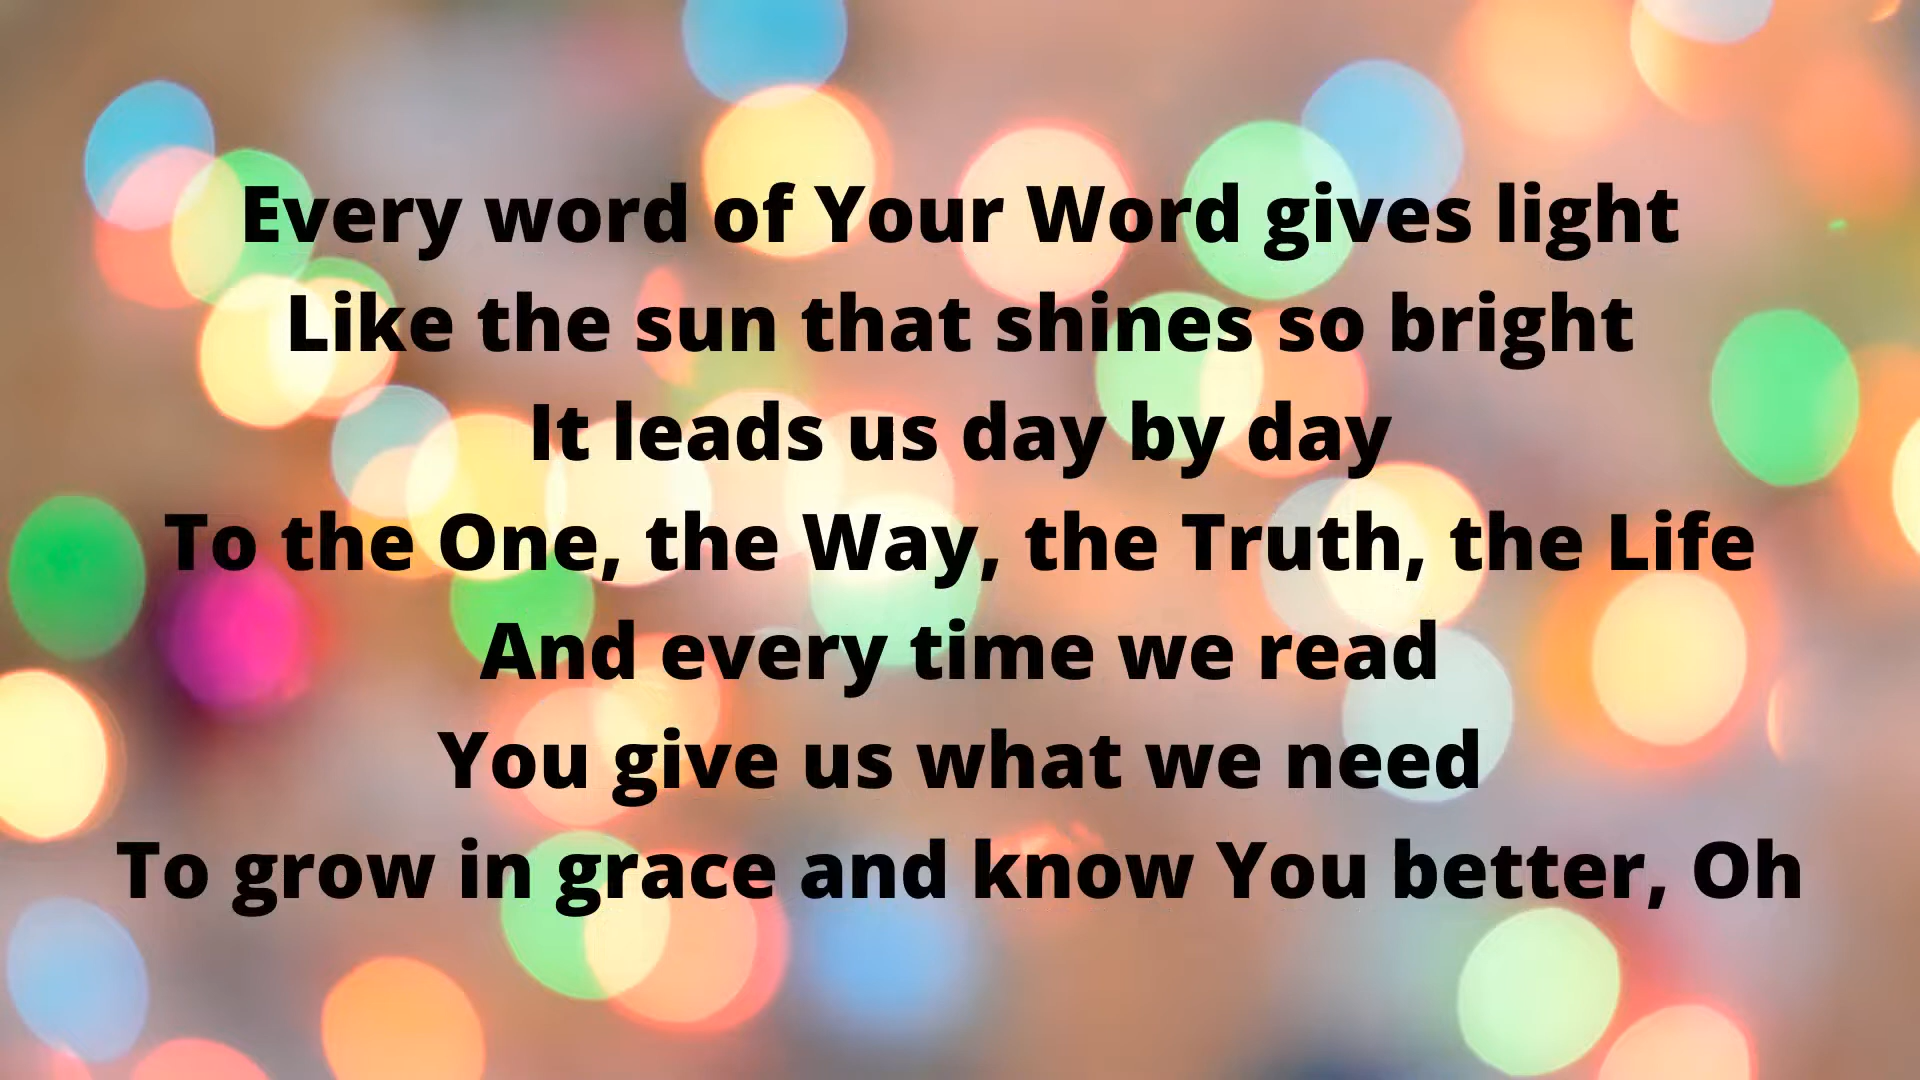 Every word of Your Word gives light
Like the sun that shines so bright
It leads us day by day
To the One, the Way, the Truth, the Life
And every time we read
You give us what we need
To grow in grace and know You better, Oh